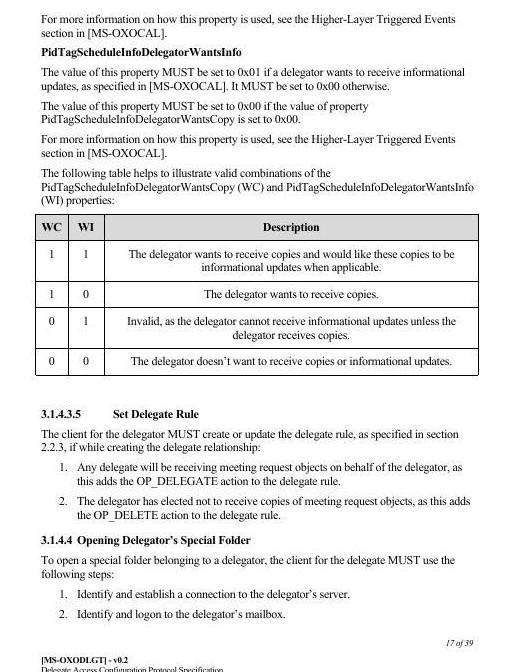 For more information on how this property is used, see the Higher-Layer Triggered Events
section in [MS-OXOCAL].
PidTagScheduleInfoDelegatorWantsInfo
The value of this property MUST be set to 0x01 if a delegator wants to receive informational
updates, as specified in [MS-OXOCAL]. It MUST be set to 0x00 otherwise.
The value of this property MUST be set to 0x00 if the value of property
PidTagScheduleInfoDelegatorWantsCopy is set to 0x00.
For more information on how this property is used, see the Higher-Layer Triggered Events
section in [MS-OXOCAL].
The following table helps to illustrate valid combinations of the
PidTagScheduleInfoDelegatorWantsCopy (WC) and PidTagScheduleInfoDelegatorWantsInfo
(WI) properties:
WC WI Description
1 1 The delegator wants to receive copies and would like these copies to be
informational updates when applicable.
1 0 The delegator wants to receive copies.
0 1 Invalid, as the delegator cannot receive informational updates unless the
delegator receives copies.
0 0 The delegator doesn't want to receive copies or informational updates.
3.1.4.3.5 Set Delegate Rule
The client for the delegator MUST create or update the delegate rule, as specified in section
2.2.3, if while creating the delegate relationship:
1. Any delegate will be receiving meeting request objects on behalf of the delegator, as
this adds the OP_DELEGATE action to the delegate rule.
2. The delegator has elected not to receive copies of meeting request objects, as this adds
the OP_DELETE action to the delegate rule.
3.1.4.4 Opening Delegator's Special Folder
To open a special folder belonging to a delegator, the client for the delegate MUST use the
following steps:
1. Identify and establish a connection to the delegator's server.
2. Identify and logon to the delegator's mailbox.
17 of 39
[MS-OXODLGT] - v0.2
Delegate Access Configuration Protocol Specification